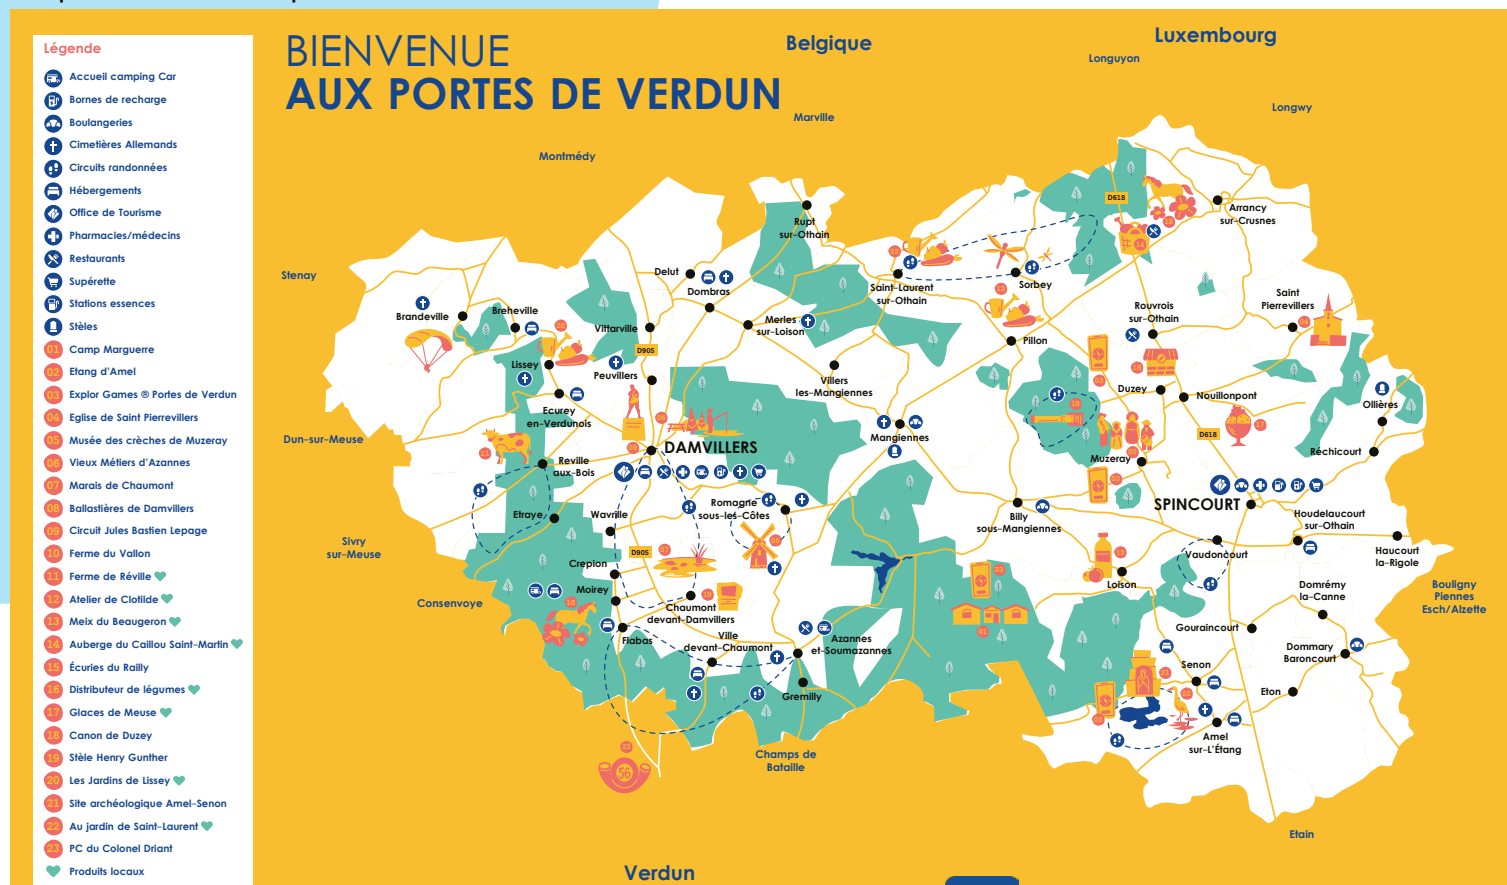 BIENVENUE
AUX PORTES DE VERDUN
Légende
Accueil camping Car
Bornes de recharge
Boulangeries
Cimetières Allemands
Circuits randonnées
Hébergements
Office de Tourisme
Pharmacies/médecins
Restaurants
Supérette
Stations essences
Stèles
01 Camp Marguerre
02 Etang d'Amel
03 Explor Games ® Portes de Verdun
04 Eglise de Saint Pierrevillers
05 Musée des crèches de Muzeray
06 Vieux Métiers d'Azannes
07 Marais de Chaumont
08 Ballastières de Damvillers
09 Circuit Jules Bastien Lepage
10 Ferme du Vallon
11 Ferme de Réville
12 Atelier de Clotilde
13 Meix du Beaugeron
14 Auberge du Caillou Saint-Martin
15 Écuries du Railly
16 Distributeur de légumes
17 Glaces de Meuse
18 Canon de Duzey
19 Stèle Henry Gunther
20 Les Jardins de Lissey
21 Site archéologique Amel-Senon
22 Au jardin de Saint-Laurent
23 PC du Colonel Driant
Produits locaux
Belgique
Luxembourg
Longuyon
Longwy
Marville
Montmédy
Stenay
Dun-sur-Meuse
Sivry
sur-Meuse
Consenvoye
Verdun
Champs de
Bataille
Etain
Bouligny
Piennes
Esch/Alzette
D618
Arrancy
sur-Crusnes
Rupt
sur-Othain
Delut
Dombras
Saint-Laurent
sur-Othain
Sorbey
Saint
Pierrevillers
Rouvrois
sur-Othain
Brandeville
Breheville
Vittarville
Merles
sur-Loison
Pillon
D905
Lissey
Peuvillers
Villers
les-Mangiennes
Duzey
Nouillonpont
Ollières
Ecurey
en-Verdunois
DAMVILLERS
Mangiennes
D618
Muzeray
Réchicourt
Reville
aux-Bois
SPINCOURT
Etraye
Wavrille
Romagne
sous-les-Côtes
Billy
sous-Mangiennes
Houdelaucourt
sur-Othain
D905
Vaudoncourt
Haucourt
la-Rigole
Crepion
Moirey
Loison
Domrémy
la-Canne
Chaumont
devant-Damvillers
Flabas
Ville
devant-Chaumont
Azannes
et-Soumazannes
Gouraincourt
Dommary
Baroncourt
Senon
Eton
Gremilly
Amel
sur-L'Étang
56